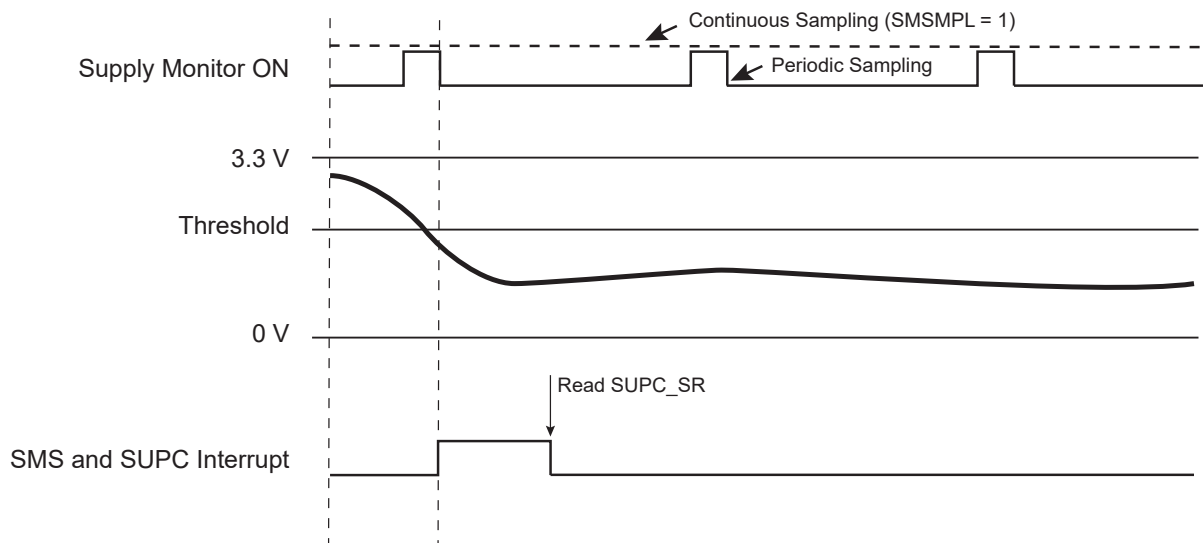 Continuous Sampling (SMSMPL = 1)
Supply Monitor ON
Periodic Sampling
3.3 V
Threshold
0 V
Read SUPC_SR
SMS and SUPC Interrupt